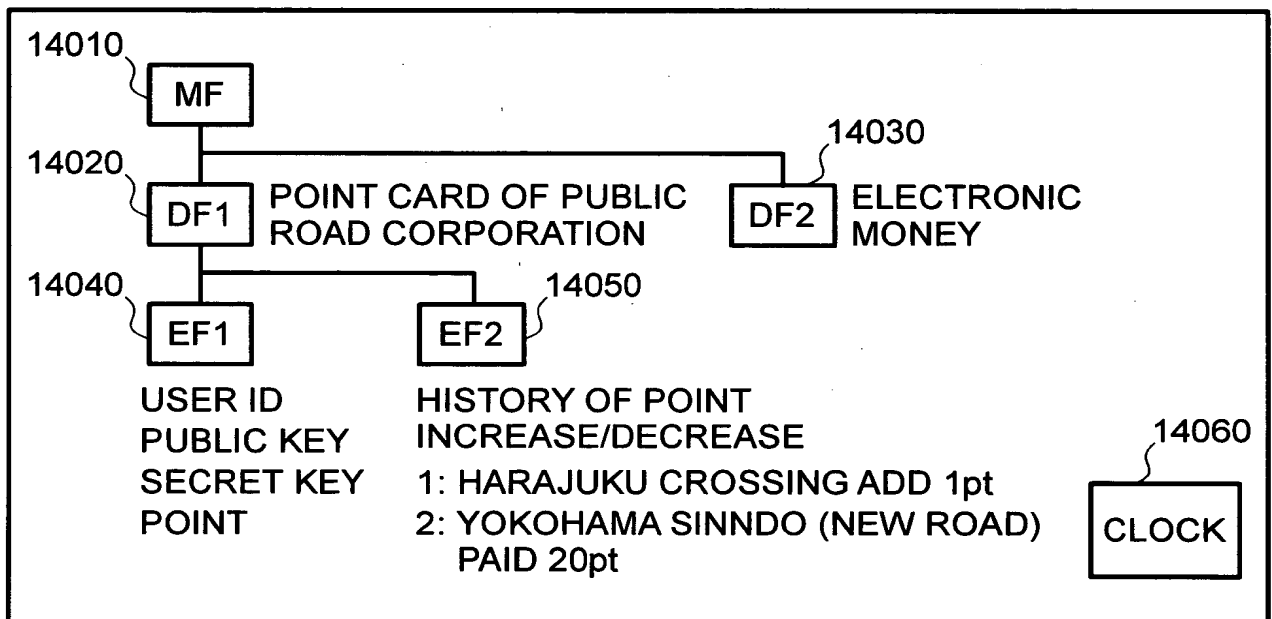 14010
MF
14020
DF1
POINT CARD OF PUBLIC
ROAD CORPORATION
14030
DF2
ELECTRONIC
MONEY
14040
EF1
14050
EF2
USER ID
PUBLIC KEY
SECRET KEY
POINT
HISTORY OF POINT
INCREASE/DECREASE
1: HARAJUKU CROSSING ADD 1pt
2: YOKOHAMA SINNDO (NEW ROAD)
PAID 20pt
14060
CLOCK